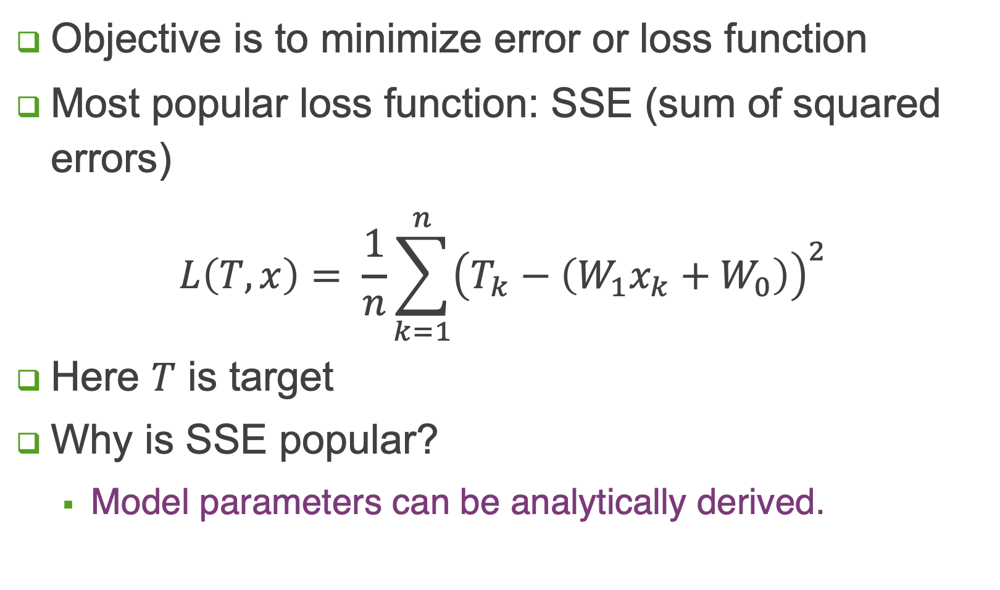 Objective is to minimize error or loss function
Most popular loss function: SSE (sum of squared
errors)
L(T, x) = \frac{1}{n} \sum_{k=1}^{n} (T_k − (W_1 x_k + W_0))^2
Here T is target
Why is SSE popular?
Model parameters can be analytically derived.